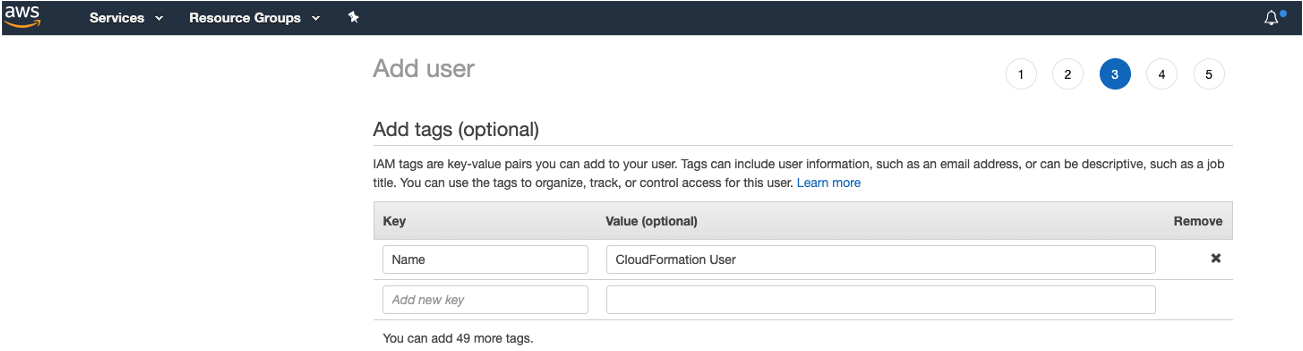 aws Services Resource Groups
Add user 1 2 3 4 5
Add tags (optional)
IAM tags are key-value pairs you can add to your user. Tags can include user information, such as an email address, or can be descriptive, such as a job
title. You can use the tags to organize, track, or control access for this user. Learn more
Key Value (optional) Remove
Name CloudFormation User
Add new key
You can add 49 more tags.